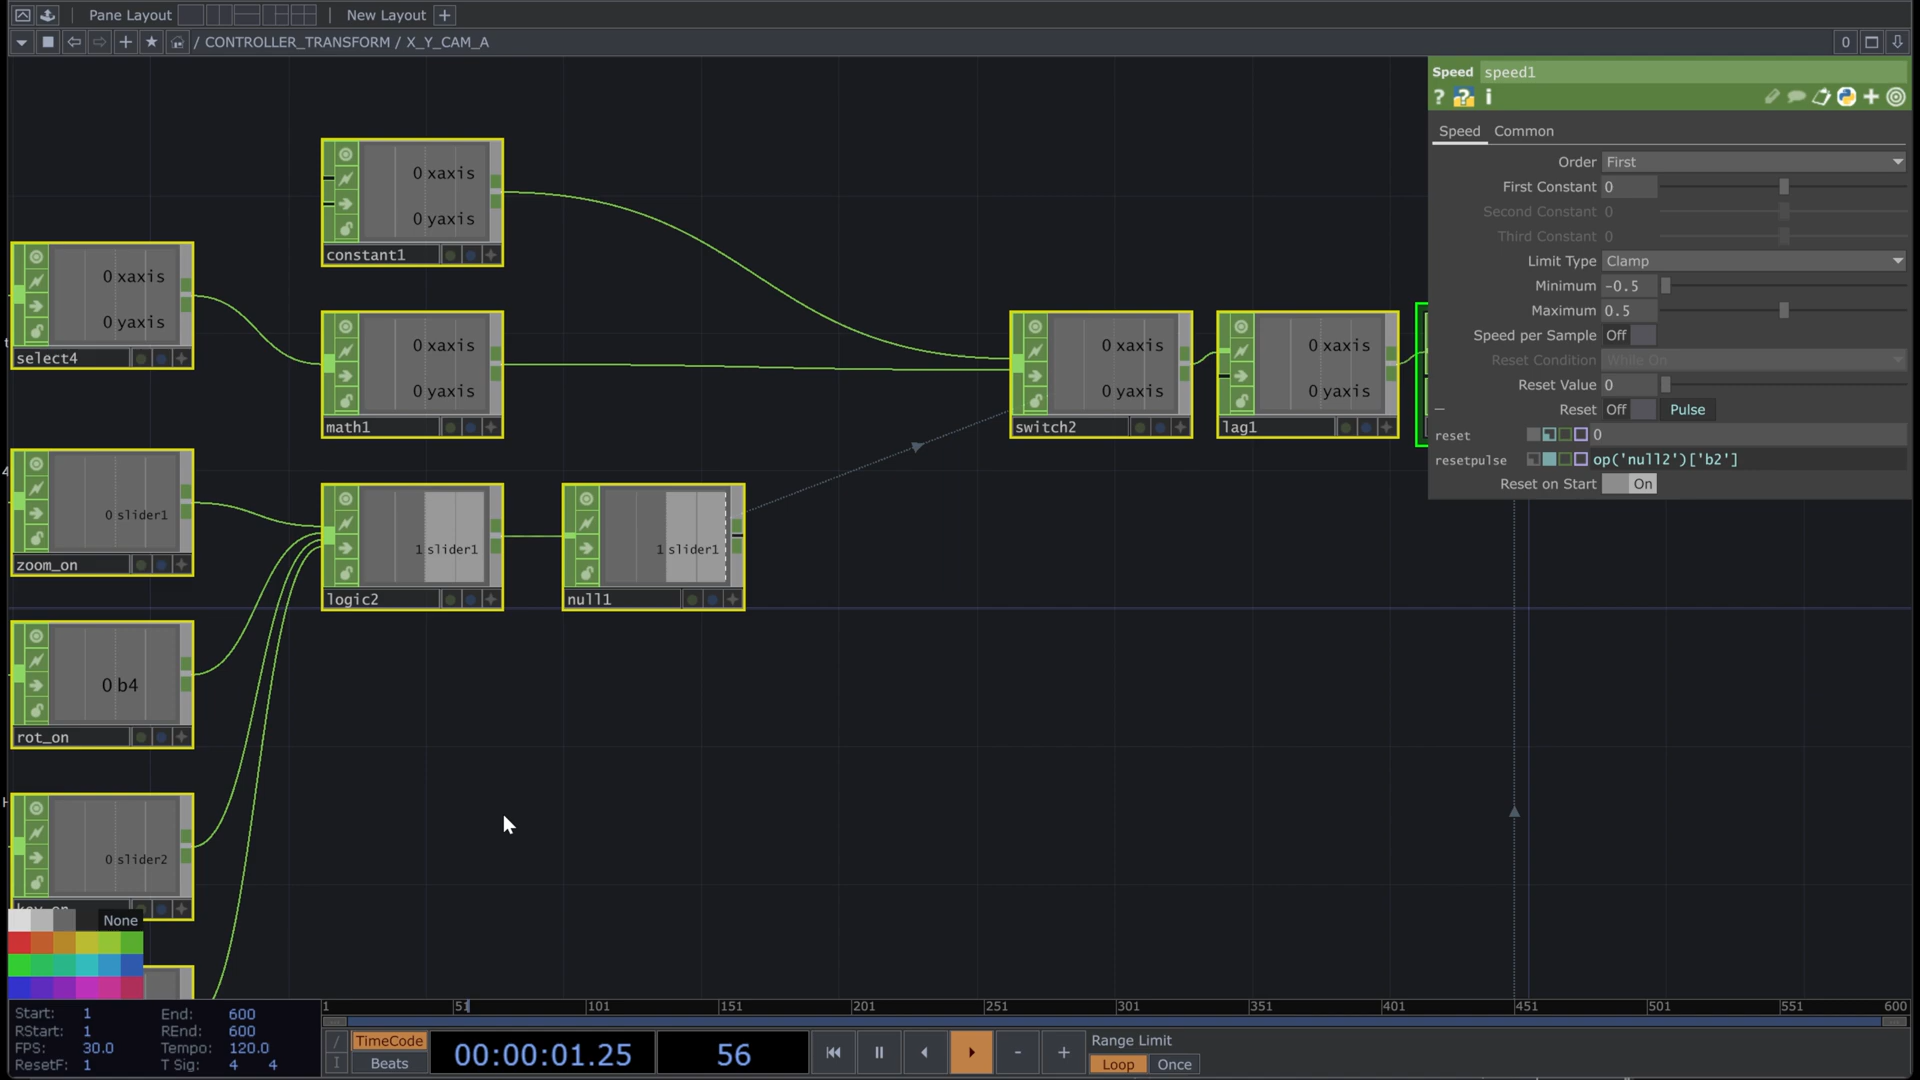 Pane Layout
New Layout
/ CONTROLLER_TRANSFORM / X_Y_CAM_A
0
Speed speed1
Speed Common
Order First
First Constant 0
Second Constant 0
Third Constant 0
Limit Type Clamp
Minimum -0.5
Maximum 0.5
Speed per Sample Off
Reset Condition While On
Reset Value 0
Reset Off Pulse
reset 0
resetpulse op('null2')['b2']
Reset on Start On
0 xaxis
0 yaxis
constant1
0 xaxis
0 yaxis
select4
0 xaxis
0 yaxis
math1
0 xaxis
0 yaxis
switch2
0 xaxis
0 yaxis
lag1
0 slider1
zoom_on
1 slider1
logic2
1 slider1
null1
0 b4
rot_on
0 slider2
None
Start: 1 End: 600
RStart: 1 REnd: 600
FPS: 30.0 Tempo: 120.0
ResetF: 1 T Sig: 4 4
1 51 101 151 201 251 301 351 401 451 501 551 600
TimeCode
Beats
00:00:01.25
56
Range Limit
Loop Once